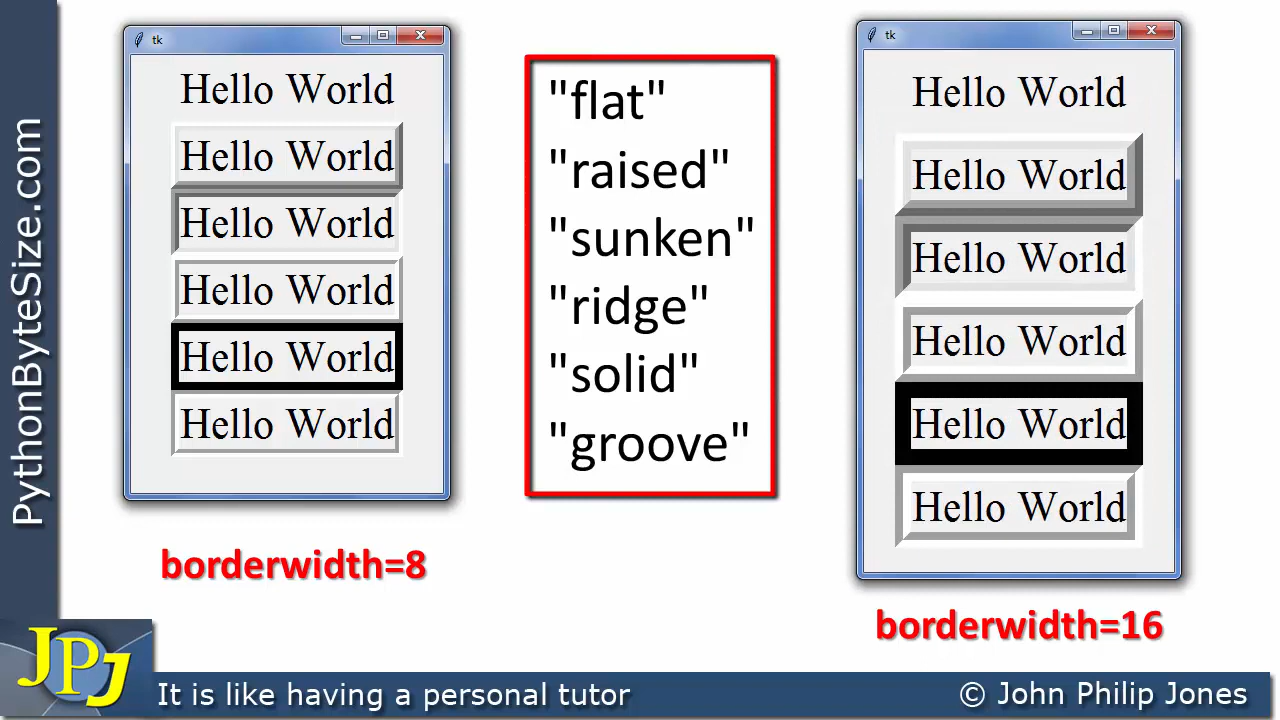 PythonByteSize.com
tk
Hello World
Hello World
Hello World
Hello World
Hello World
Hello World
borderwidth=8
"flat"
"raised"
"sunken"
"ridge"
"solid"
"groove"
tk
Hello World
Hello World
Hello World
Hello World
Hello World
Hello World
borderwidth=16
JPJ
It is like having a personal tutor
© John Philip Jones